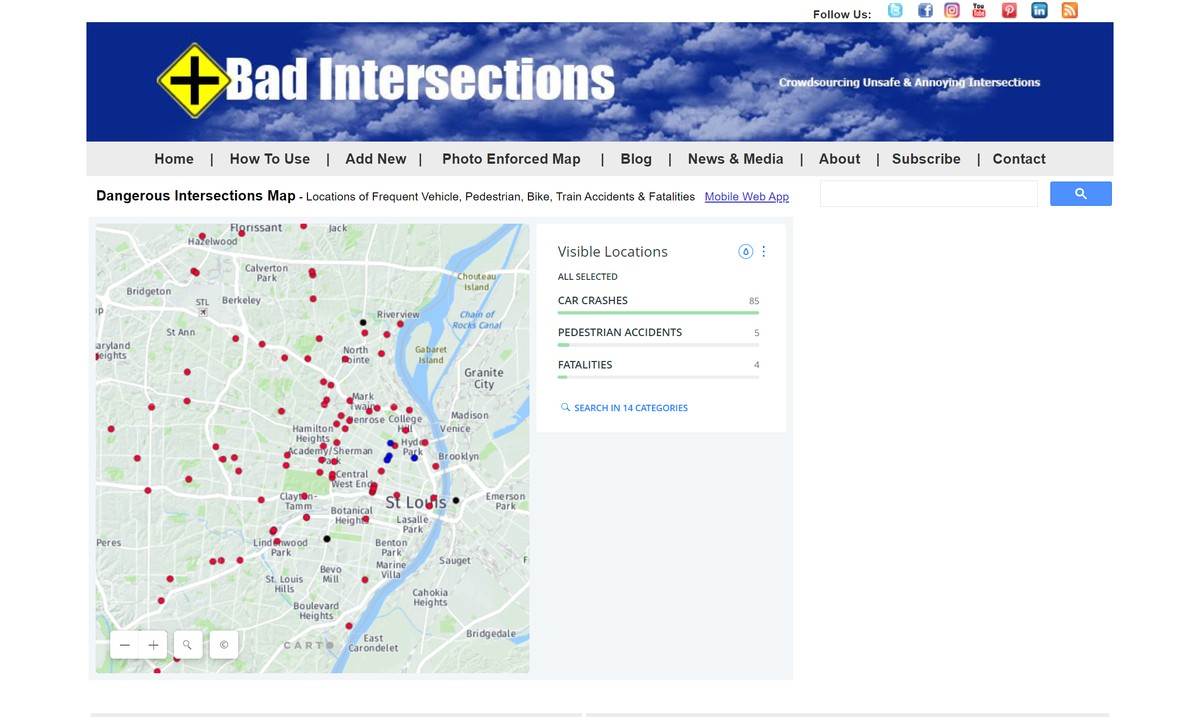 Follow Us:
You
Tube
Bad Intersections
Crowdsourcing Unsafe & Annoying Intersections
Home | How To Use | Add New | Photo Enforced Map | Blog | News & Media | About | Subscribe | Contact
Dangerous Intersections Map - Locations of Frequent Vehicle, Pedestrian, Bike, Train Accidents & Fatalities Mobile Web App
Florissant
Jack
Hazelwood
Calverton
Park
Chouteau
Island
Bridgeton
STL
Berkeley
Riverview
Chain of
Rocks Canal
St Ann
aryland
eights
North
Pointe
Gabaret
Island
Granite
City
Mark
Twain
Penrose
College
Hill
Madison
Venice
Hamilton
Heights
Hyde
Park
Academy/Sherman
Park
Brooklyn
Central
West End
Clayton-
Tamm
St Louis
Emerson
Park
Botanical
Heights
Lasalle
Park
Peres
Lindenwood
Park
Benton
Park
Marine
Villa
Sauget
F
Bevo
Mill
St. Louis
Hills
Cahokia
Heights
Boulevard
Heights
Bridgedale
East
Carondelet
− + ©
CARTO
Visible Locations
ALL SELECTED
CAR CRASHES 85
PEDESTRIAN ACCIDENTS 5
FATALITIES 4
SEARCH IN 14 CATEGORIES